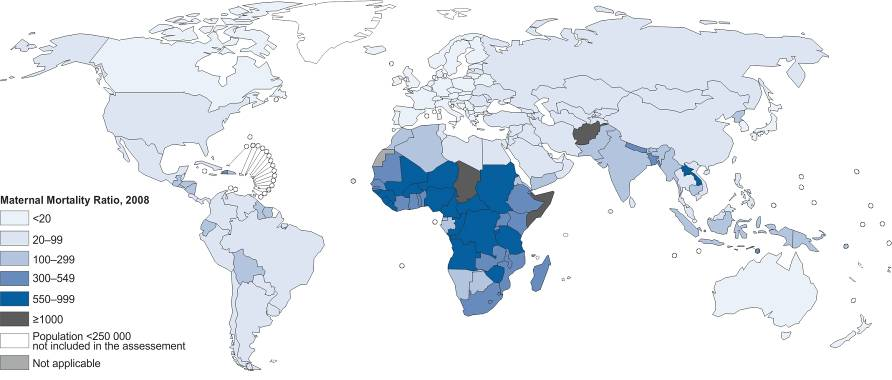 Maternal Mortality Ratio, 2008
<20
20–99
100–299
300–549
550–999
≥1000
Population <250 000
not included in the assessement
Not applicable